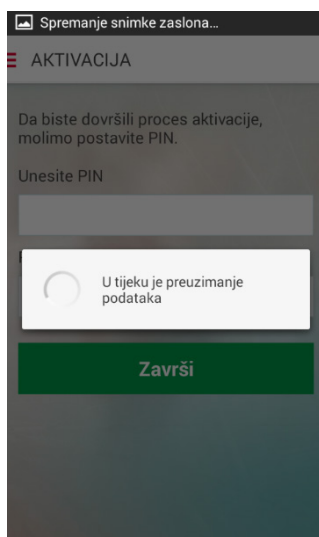 Spremanje snimke zaslona...
AKTIVACIJA
Da biste dovršili proces aktivacije,
molimo postavite PIN.
Unesite PIN
U tijeku je preuzimanje
podataka
Završi